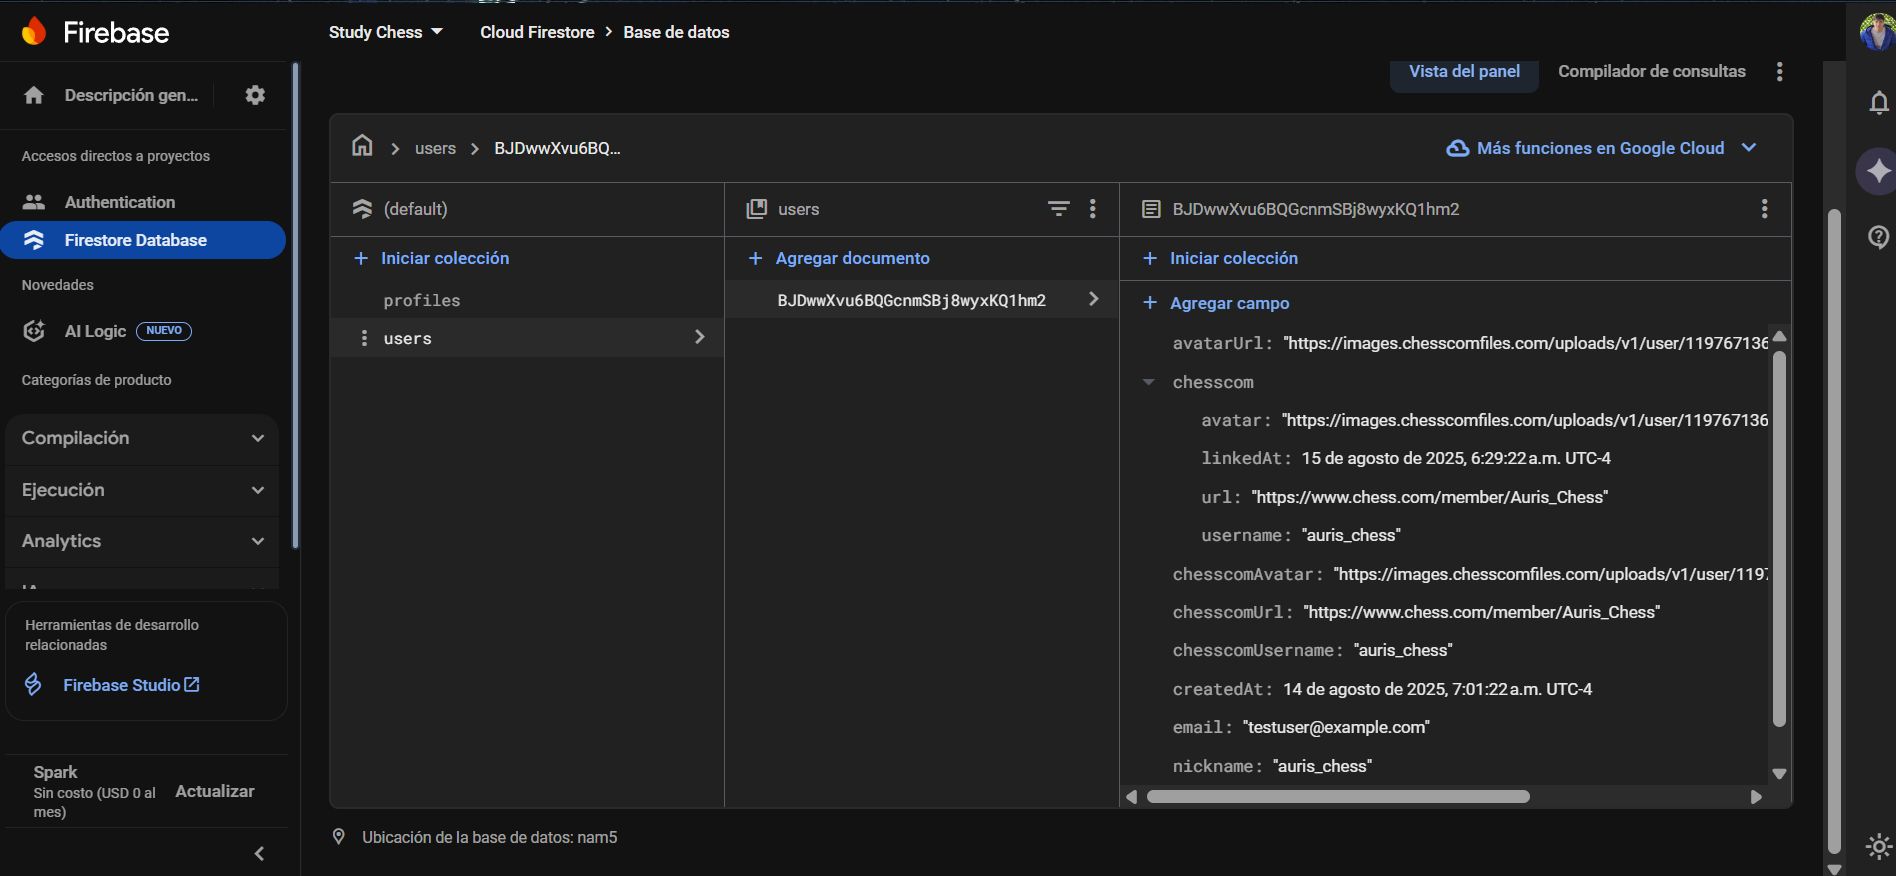 Firebase
Study Chess
Cloud Firestore > Base de datos
Descripción gen...
Accesos directos a proyectos
Authentication
Firestore Database
Novedades
AI Logic NUEVO
Categorías de producto
Compilación
Ejecución
Analytics
IA
Herramientas de desarrollo
relacionadas
Firebase Studio
Spark
Sin costo (USD 0 al
mes)
Actualizar
Vista del panel
Compilador de consultas
users > BJDwwXvu6BQ...
Más funciones en Google Cloud
(default)
Iniciar colección
profiles
users
users
Agregar documento
BJDwwXvu6BQGcnmSBj8wyxKQ1hm2
BJDwwXvu6BQGcnmSBj8wyxKQ1hm2
Iniciar colección
Agregar campo
avatarUrl: "https://images.chesscomfiles.com/uploads/v1/user/119767136
chesscom
avatar: "https://images.chesscomfiles.com/uploads/v1/user/119767136
linkedAt: 15 de agosto de 2025, 6:29:22 a.m. UTC-4
url: "https://www.chess.com/member/Auris_Chess"
username: "auris_chess"
chesscomAvatar: "https://images.chesscomfiles.com/uploads/v1/user/1197
chesscomUrl: "https://www.chess.com/member/Auris_Chess"
chesscomUsername: "auris_chess"
createdAt: 14 de agosto de 2025, 7:01:22 a.m. UTC-4
email: "testuser@example.com"
nickname: "auris_chess"
Ubicación de la base de datos: nam5